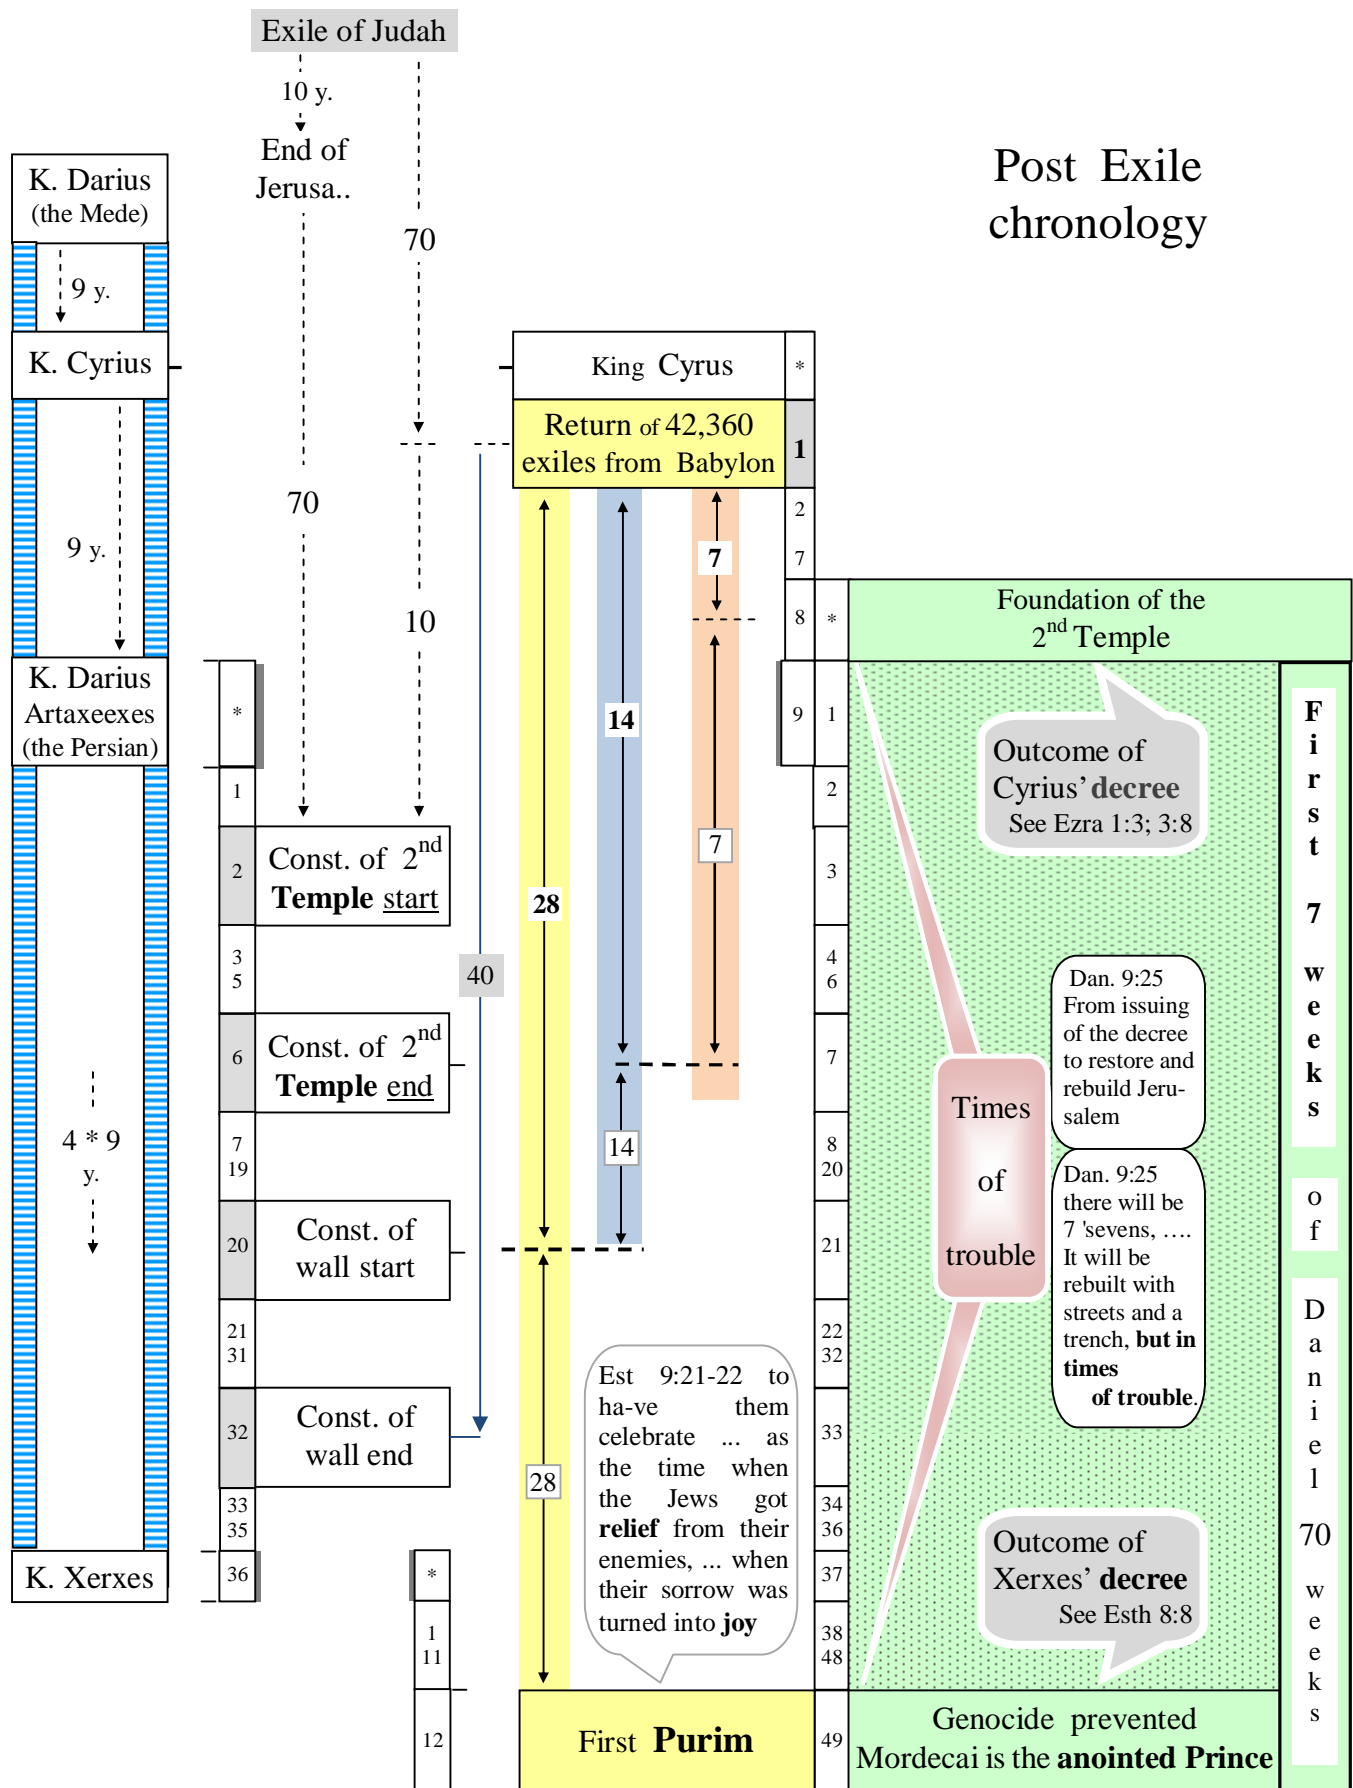 Exile of Judah
10 y.
End of
Jerusa..
70
Post Exile
chronology
K. Darius
(the Mede)
9 y.
K. Cyrius
9 y.
K. Darius
Artaxeexes
(the Persian)
4 * 9
y.
K. Xerxes
70
10
*
1
2
3
5
6
7
19
20
21
31
32
33
35
36
Const. of 2nd
Temple start
Const. of 2nd
Temple end
Const. of
wall start
Const. of
wall end
40
*
1
11
12
King Cyrus
Return of 42,360
exiles from Babylon
28
14
7
7
14
28
Est 9:21-22 to
ha-ve them
celebrate ... as
the time when
the Jews got
relief from their
enemies, ... when
their sorrow was
turned into joy
First Purim
*
1
2
7
8
9
*
1
2
3
4
6
7
8
20
21
22
32
33
34
36
37
38
48
49
Foundation of the
2nd Temple
Outcome of
Cyrius’ decree
See Ezra 1:3; 3:8
Times
of
trouble
Dan. 9:25
From issuing
of the decree
to restore and
rebuild Jeru-
salem
Dan. 9:25
there will be
7 'sevens, ….
It will be
rebuilt with
streets and a
trench, but in
times
of trouble.
Outcome of
Xerxes’ decree
See Esth 8:8
Genocide prevented
Mordecai is the anointed Prince
First 7 weeks
of
Daniel 70 weeks